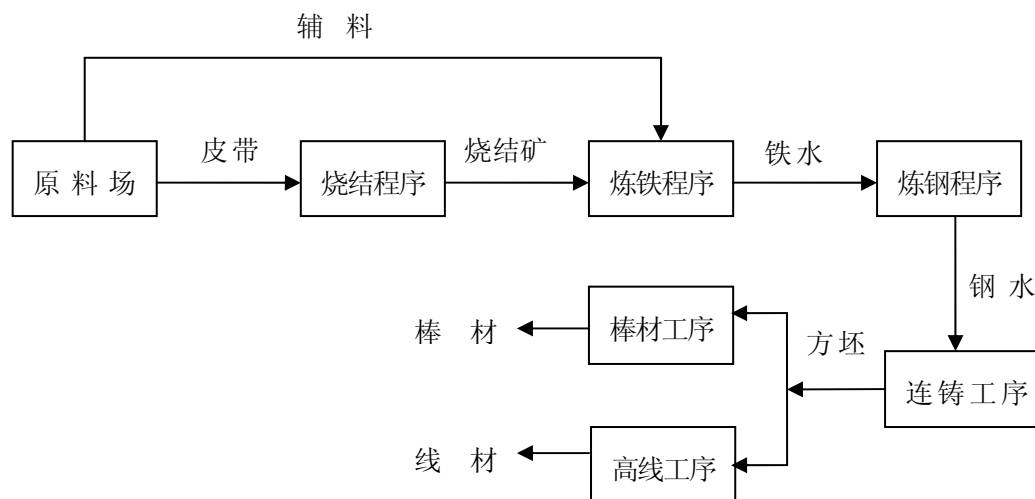 辅 料
皮带
烧结矿
铁水
原 料 场
烧结程序
炼铁程序
炼钢程序
钢 水
棒 材
棒材工序
方坯
连铸工序
线 材
高线工序